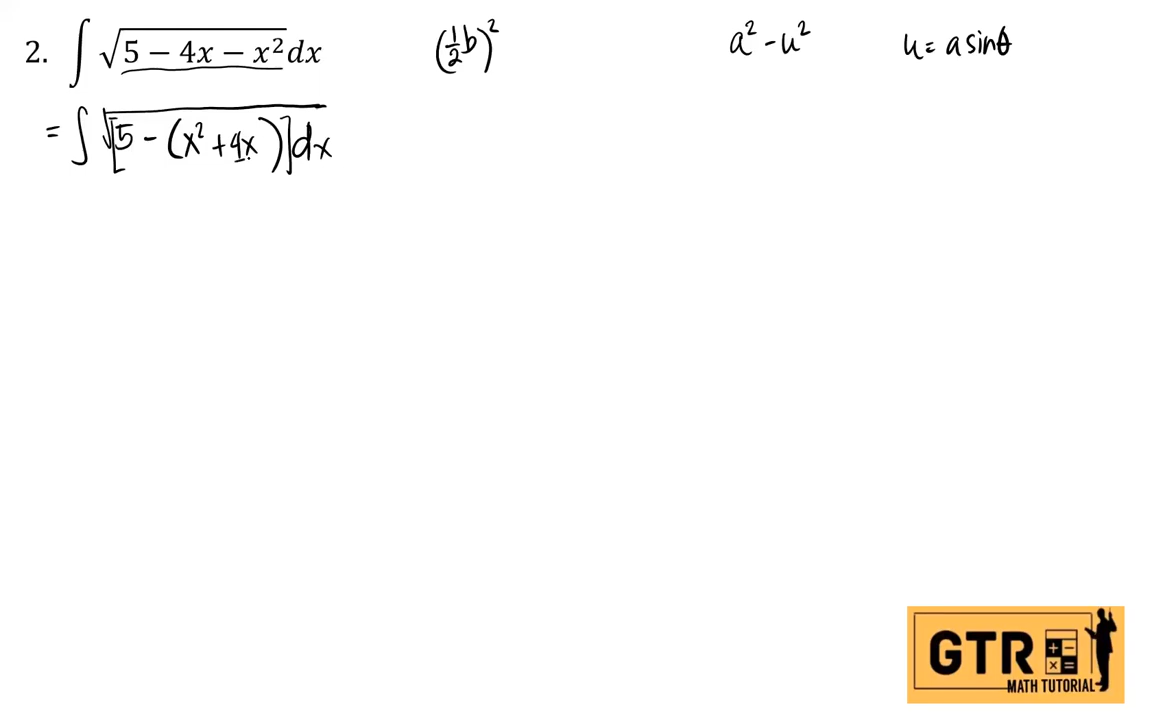 2. ∫ √(5 − 4x − x²) dx (½b)² a² − u² u = a sinθ
= ∫ √[5 − (x² + 4x )] dx
GTR
+ −
× =
MATH TUTORIAL